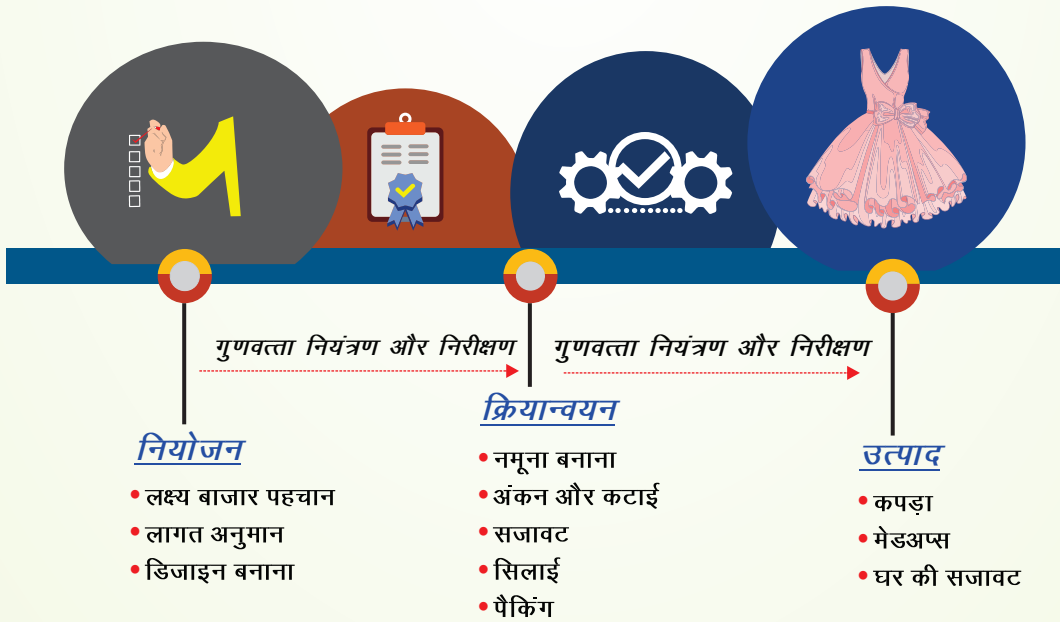 गुणवत्ता नियंत्रण और निरीक्षण
गुणवत्ता नियंत्रण और निरीक्षण
नियोजन
• लक्ष्य बाजार पहचान
• लागत अनुमान
• डिजाइन बनाना
क्रियान्वयन
• नमूना बनाना
• अंकन और कटाई
• सजावट
• सिलाई
• पैकिंग
उत्पाद
• कपड़ा
• मेडअप्स
• घर की सजावट